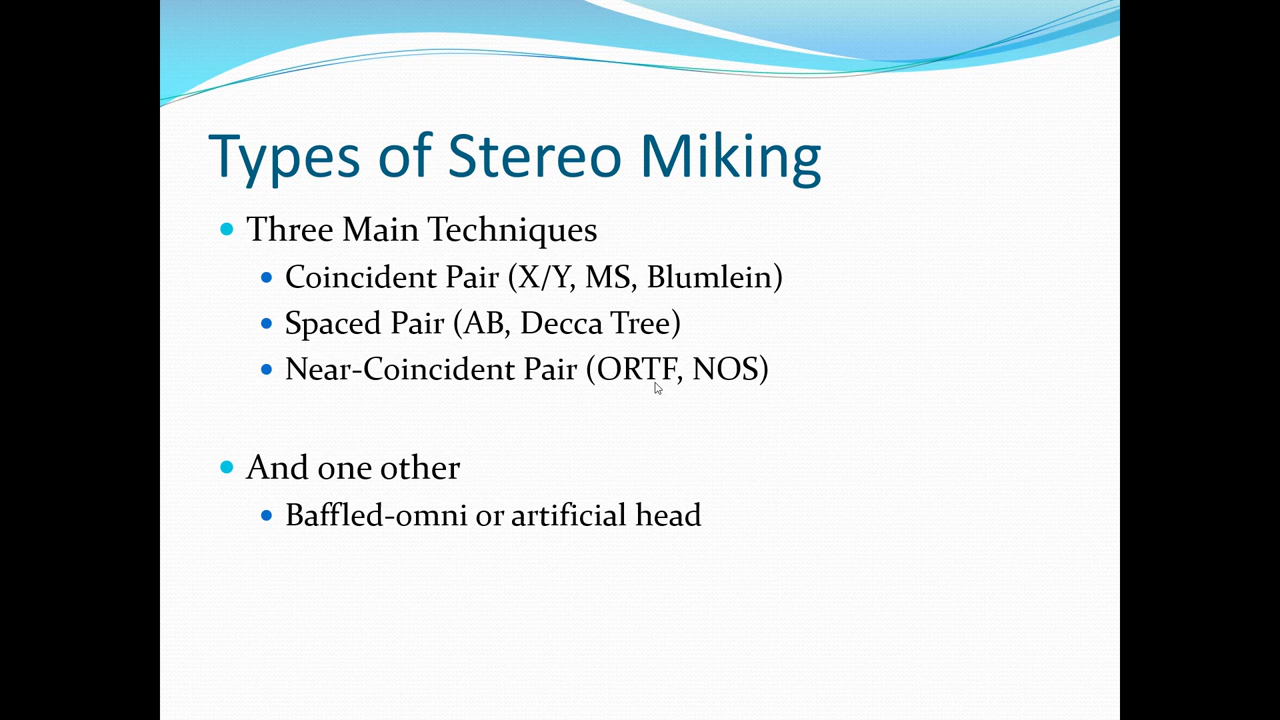 Types of Stereo Miking
Three Main Techniques
Coincident Pair (X/Y, MS, Blumlein)
Spaced Pair (AB, Decca Tree)
Near-Coincident Pair (ORTF, NOS)
And one other
Baffled-omni or artificial head